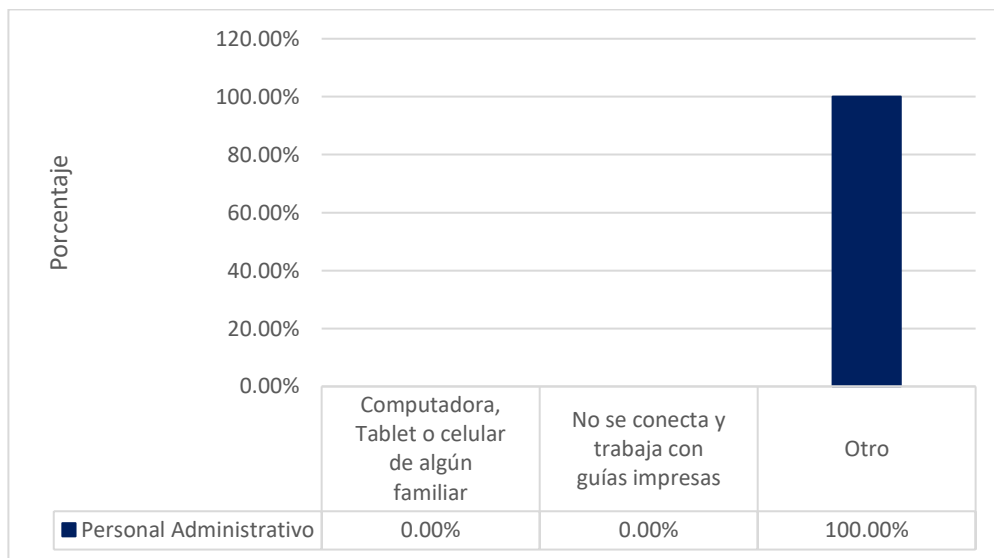 120.00%
100.00%
80.00%
60.00%
40.00%
20.00%
0.00%
Porcentaje
Computadora,
Tablet o celular
de algún
familiar
No se conecta y
trabaja con
guías impresas
Otro
Personal Administrativo 0.00% 0.00% 100.00%